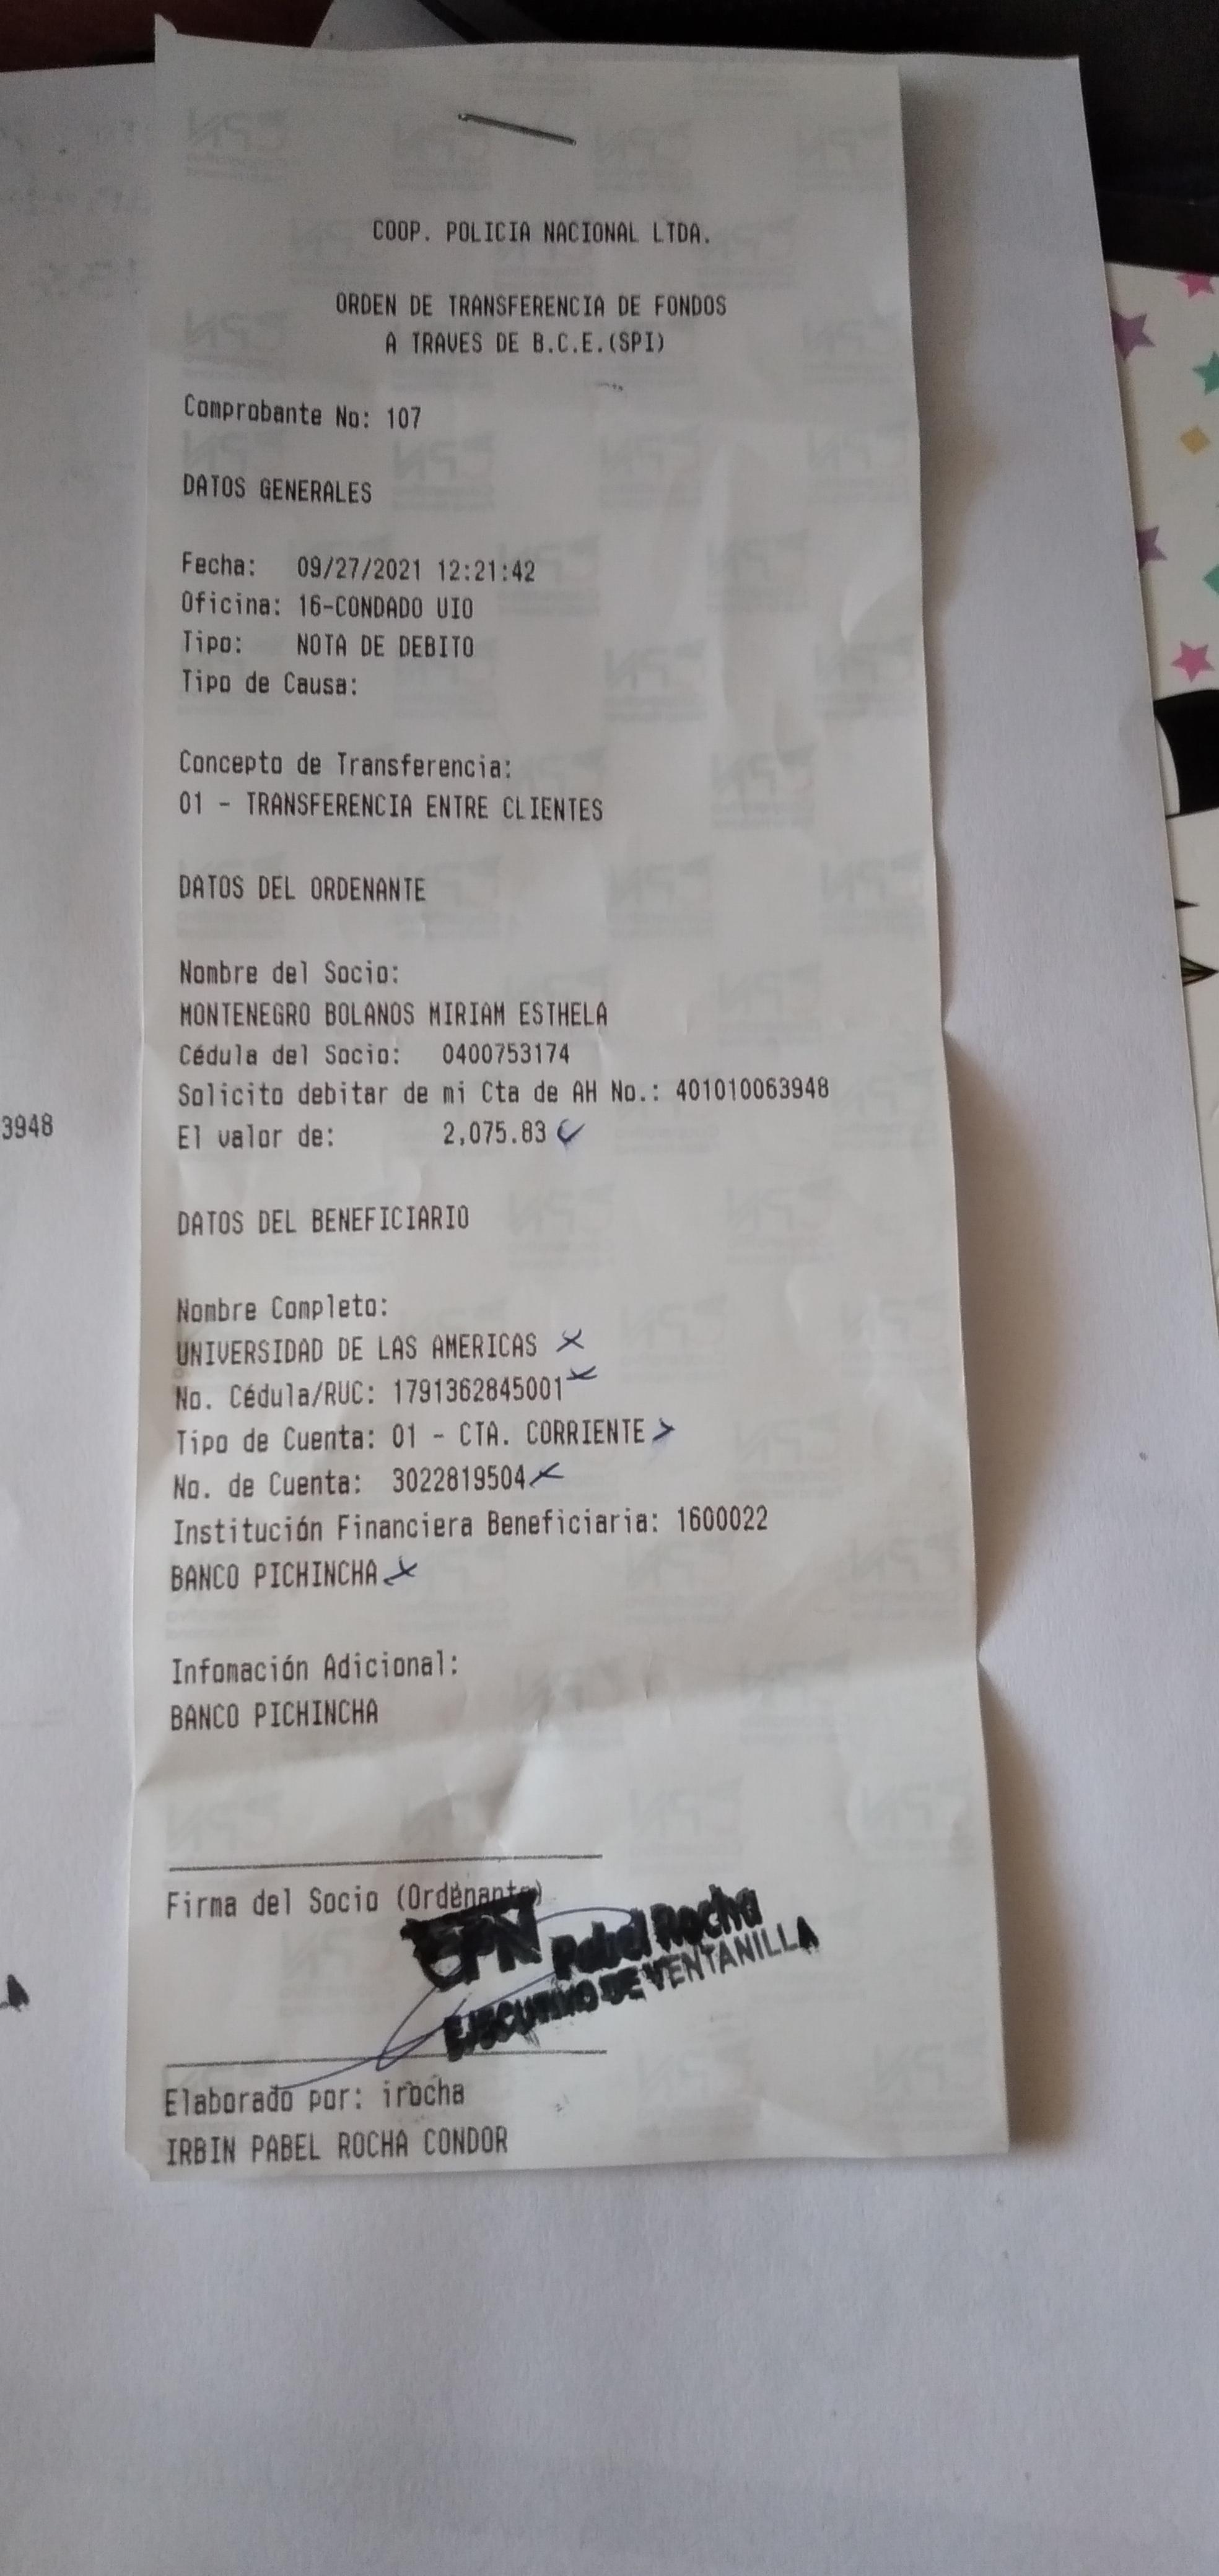 COOP. POLICIA NACIONAL LTDA.
ORDEN DE TRANSFERENCIA DE FONDOS
A TRAVES DE B.C.E.(SPI)
Comprobante No: 107
DATOS GENERALES
Fecha: 09/27/2021 12:21:42
Oficina: 16-CONDADO UIO
Tipo: NOTA DE DEBITO
Tipo de Causa:
Concepto de Transferencia:
01 - TRANSFERENCIA ENTRE CLIENTES
DATOS DEL ORDENANTE
Nombre del Socio:
MONTENEGRO BOLANOS MIRIAM ESTHELA
Cédula del Socio: 0400753174
Solicito debitar de mi Cta de AH No.: 401010063948
3948
El valor de: 2,075.83
DATOS DEL BENEFICIARIO
Nombre Completo:
UNIVERSIDAD DE LAS AMERICAS
No. Cédula/RUC: 1791362845001
Tipo de Cuenta: 01 - CTA. CORRIENTE
No. de Cuenta: 3022819504
Institución Financiera Beneficiaria: 1600022
BANCO PICHINCHA
Infomación Adicional:
BANCO PICHINCHA
Firma del Socio (Ordenante)
CPN Pabel Rocha
EJECUTIVO DE VENTANILLA
Elaborado por: irocha
IRBIN PABEL ROCHA CONDOR